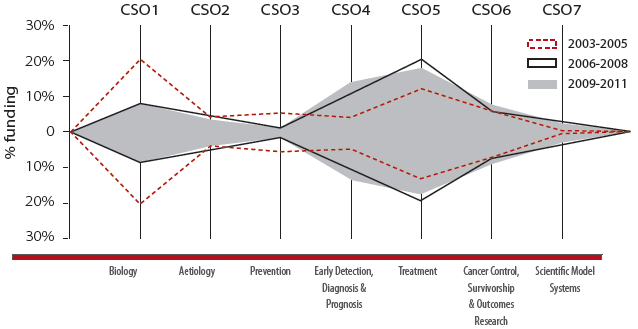 CSO1 CSO2 CSO3 CSO4 CSO5 CSO6 CSO7
30%
20%
10%
0
10%
20%
30%
% funding
2003-2005
2006-2008
2009-2011
Biology
Aetiology
Prevention
Early Detection,
Diagnosis &
Prognosis
Treatment
Cancer Control,
Survivorship
& Outcomes
Research
Scientific Model
Systems